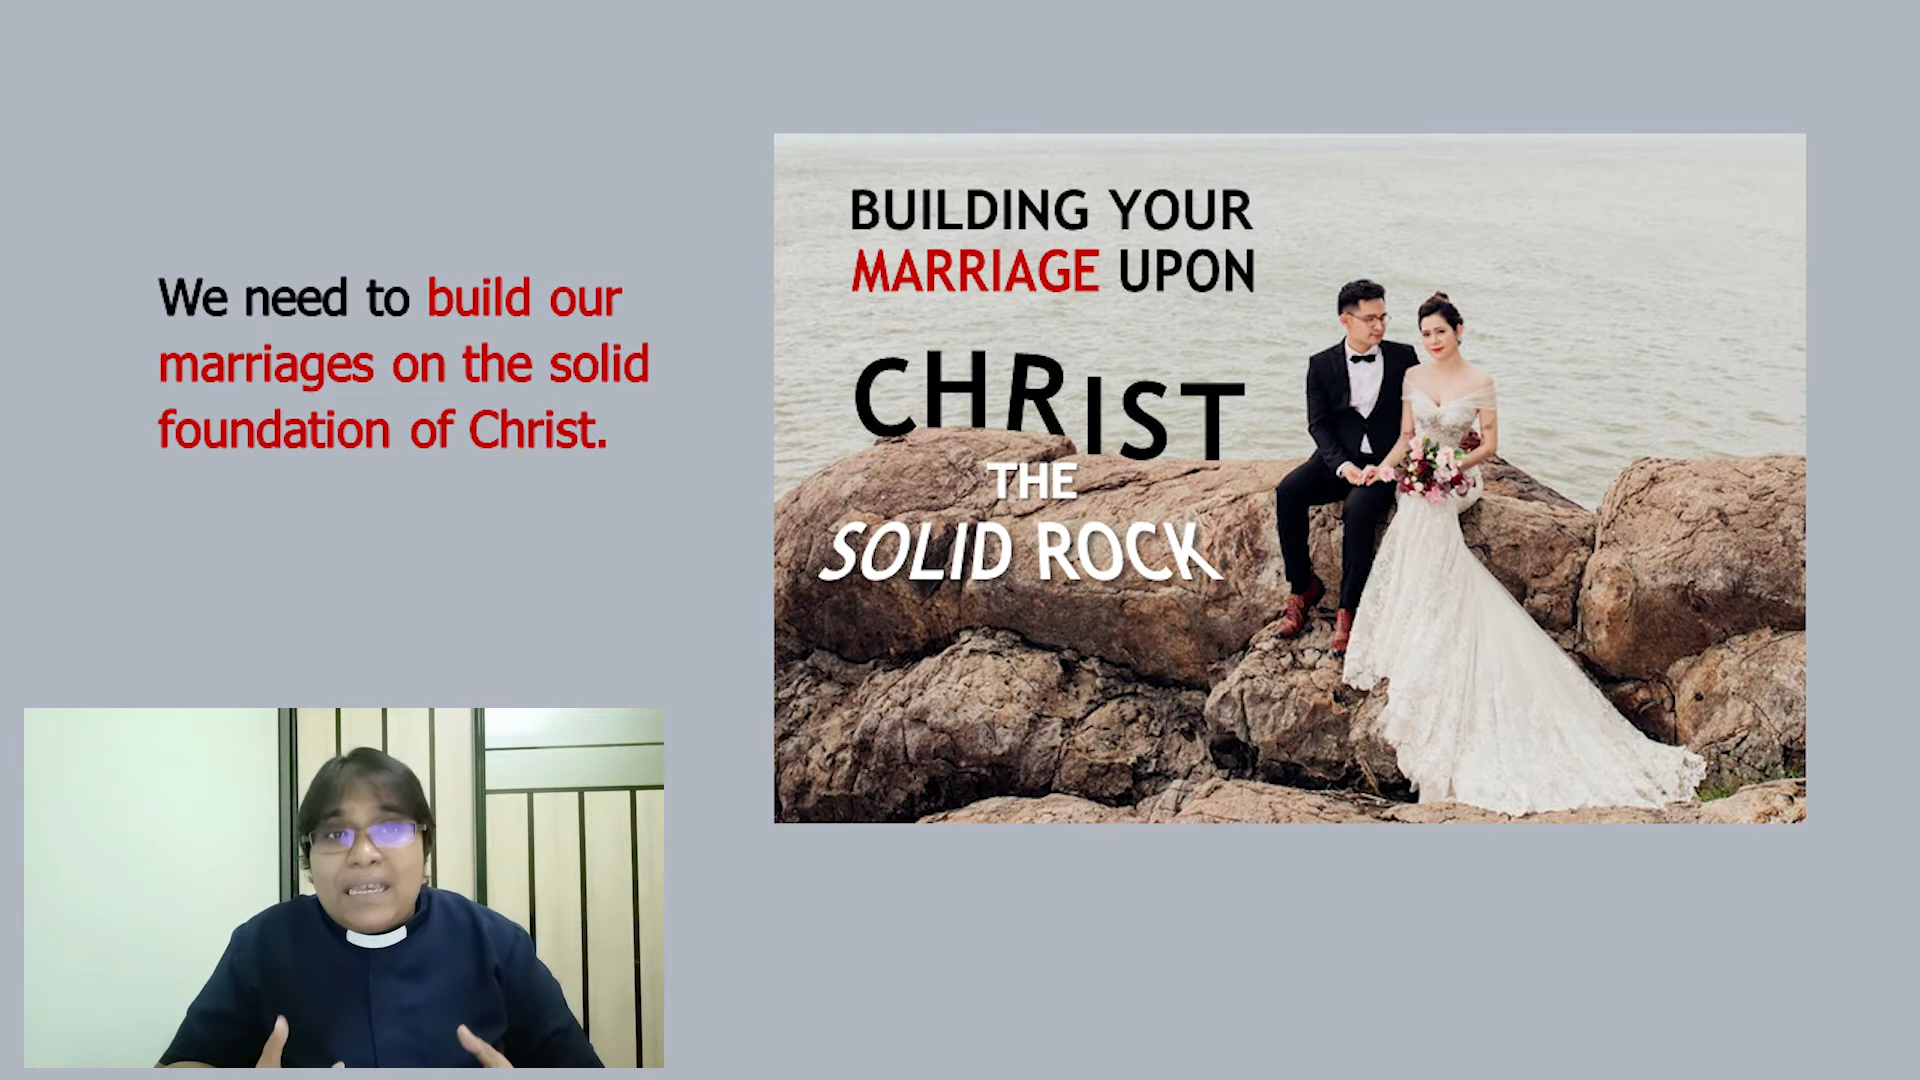 We need to build our
marriages on the solid
foundation of Christ.
BUILDING YOUR
MARRIAGE UPON
CHRIST
THE
SOLID ROCK